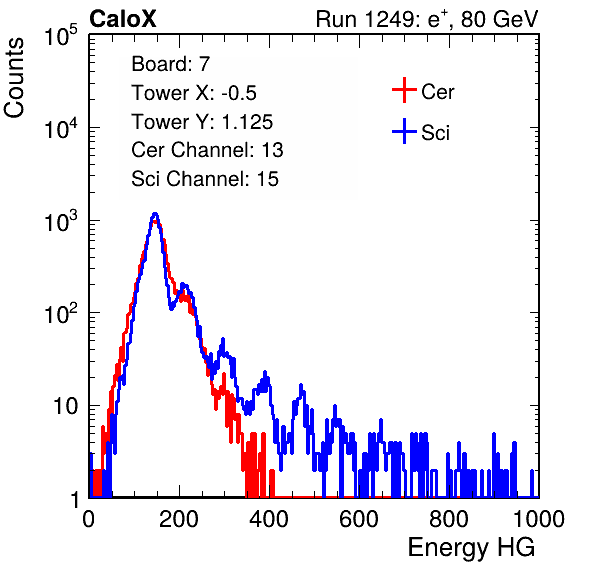 CaloX Run 1249: e⁺, 80 GeV
Counts
Board: 7
Tower X: -0.5
Tower Y: 1.125
Cer Channel: 13
Sci Channel: 15
Cer
Sci
10⁵
10⁴
10³
10²
10
1
0 200 400 600 800 1000
Energy HG